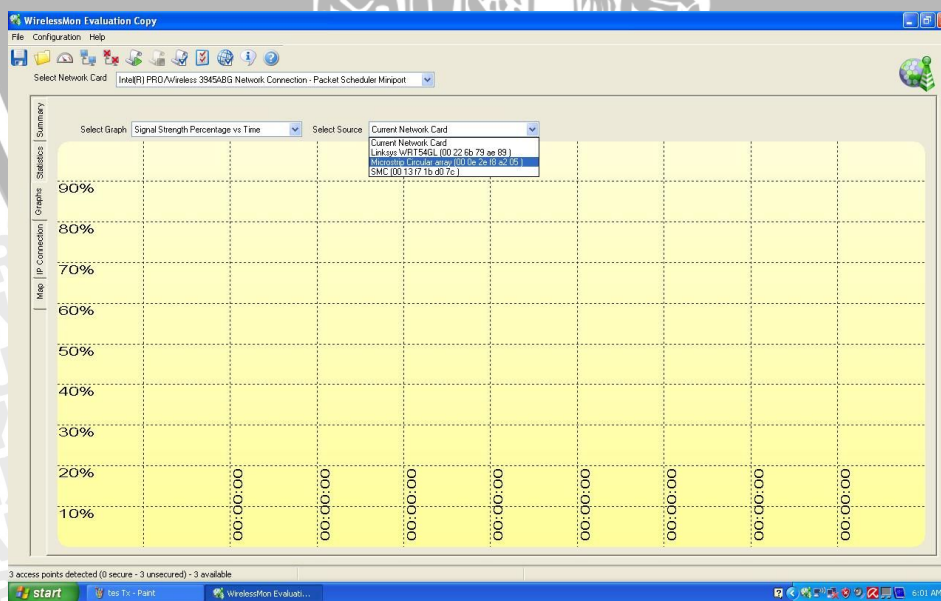 WirelessMon Evaluation Copy
File Configuration Help
Select Network Card Intel(R) PRO/Wireless 3945ABG Network Connection - Packet Scheduler Miniport
Summary
Statistics
Graphs
IP Connection
Map
Select Graph Signal Strength Percentage vs Time Select Source Current Network Card
Current Network Card
Linksys WRT54GL (00 22 6b 79 ae 89 )
Microstrip Circular array (00 0e 2e f8 a2 05 )
SMC (00 13 f7 1b d0 7c )
90%
80%
70%
60%
50%
40%
30%
20%
10%
00:00:00 00:00:00 00:00:00 00:00:00 00:00:00 00:00:00 00:00:00 00:00:00
3 access points detected (0 secure - 3 unsecured) - 3 available
start tes Tx - Paint WirelessMon Evaluati... 6:01 AM